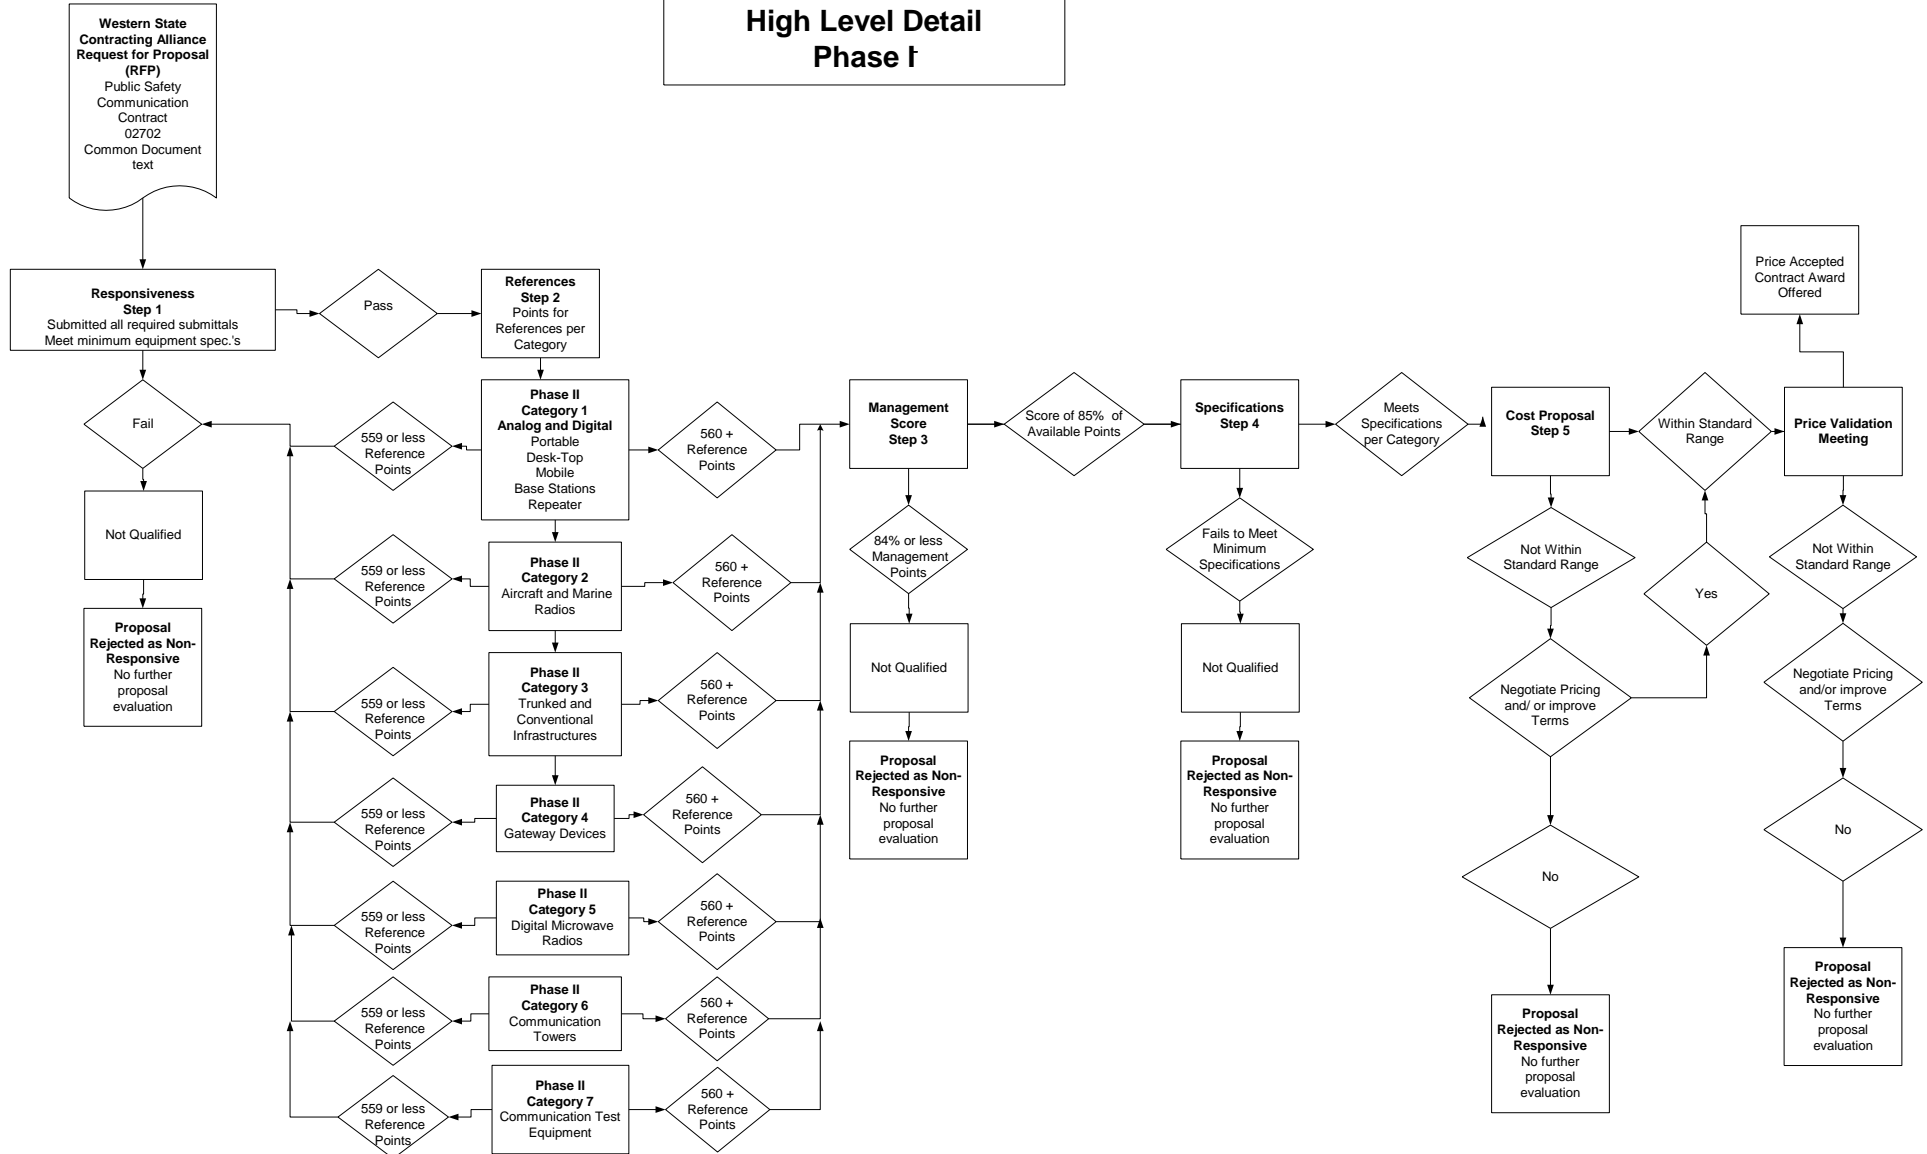 High Level Detail
Phase I
Western State
Contracting Alliance
Request for Proposal
(RFP)
Public Safety
Communication
Contract
02702
Common Document
text
Responsiveness
Step 1
Submitted all required submittals
Meet minimum equipment spec.'s
Pass
References
Step 2
Points for
References per
Category
Price Accepted
Contract Award
Offered
Fail
Not Qualified
Proposal
Rejected as Non-
Responsive
No further
proposal
evaluation
559 or less
Reference
Points
Phase II
Category 1
Analog and Digital
Portable
Desk-Top
Mobile
Base Stations
Repeater
560 +
Reference
Points
559 or less
Reference
Points
Phase II
Category 2
Aircraft and Marine
Radios
560 +
Reference
Points
559 or less
Reference
Points
Phase II
Category 3
Trunked and
Conventional
Infrastructures
560 +
Reference
Points
559 or less
Reference
Points
Phase II
Category 4
Gateway Devices
560 +
Reference
Points
559 or less
Reference
Points
Phase II
Category 5
Digital Microwave
Radios
560 +
Reference
Points
559 or less
Reference
Points
Phase II
Category 6
Communication
Towers
560 +
Reference
Points
559 or less
Reference
Points
Phase II
Category 7
Communication Test
Equipment
560 +
Reference
Points
Management
Score
Step 3
Score of 85% of
Available Points
84% or less
Management
Points
Not Qualified
Proposal
Rejected as Non-
Responsive
No further
proposal
evaluation
Specifications
Step 4
Meets
Specifications
per Category
Fails to Meet
Minimum
Specifications
Not Qualified
Proposal
Rejected as Non-
Responsive
No further
proposal
evaluation
Cost Proposal
Step 5
Within Standard
Range
Not Within
Standard Range
Yes
Negotiate Pricing
and/ or improve
Terms
No
Proposal
Rejected as Non-
Responsive
No further
proposal
evaluation
Price Validation
Meeting
Not Within
Standard Range
Negotiate Pricing
and/or improve
Terms
No
Proposal
Rejected as Non-
Responsive
No further
proposal
evaluation